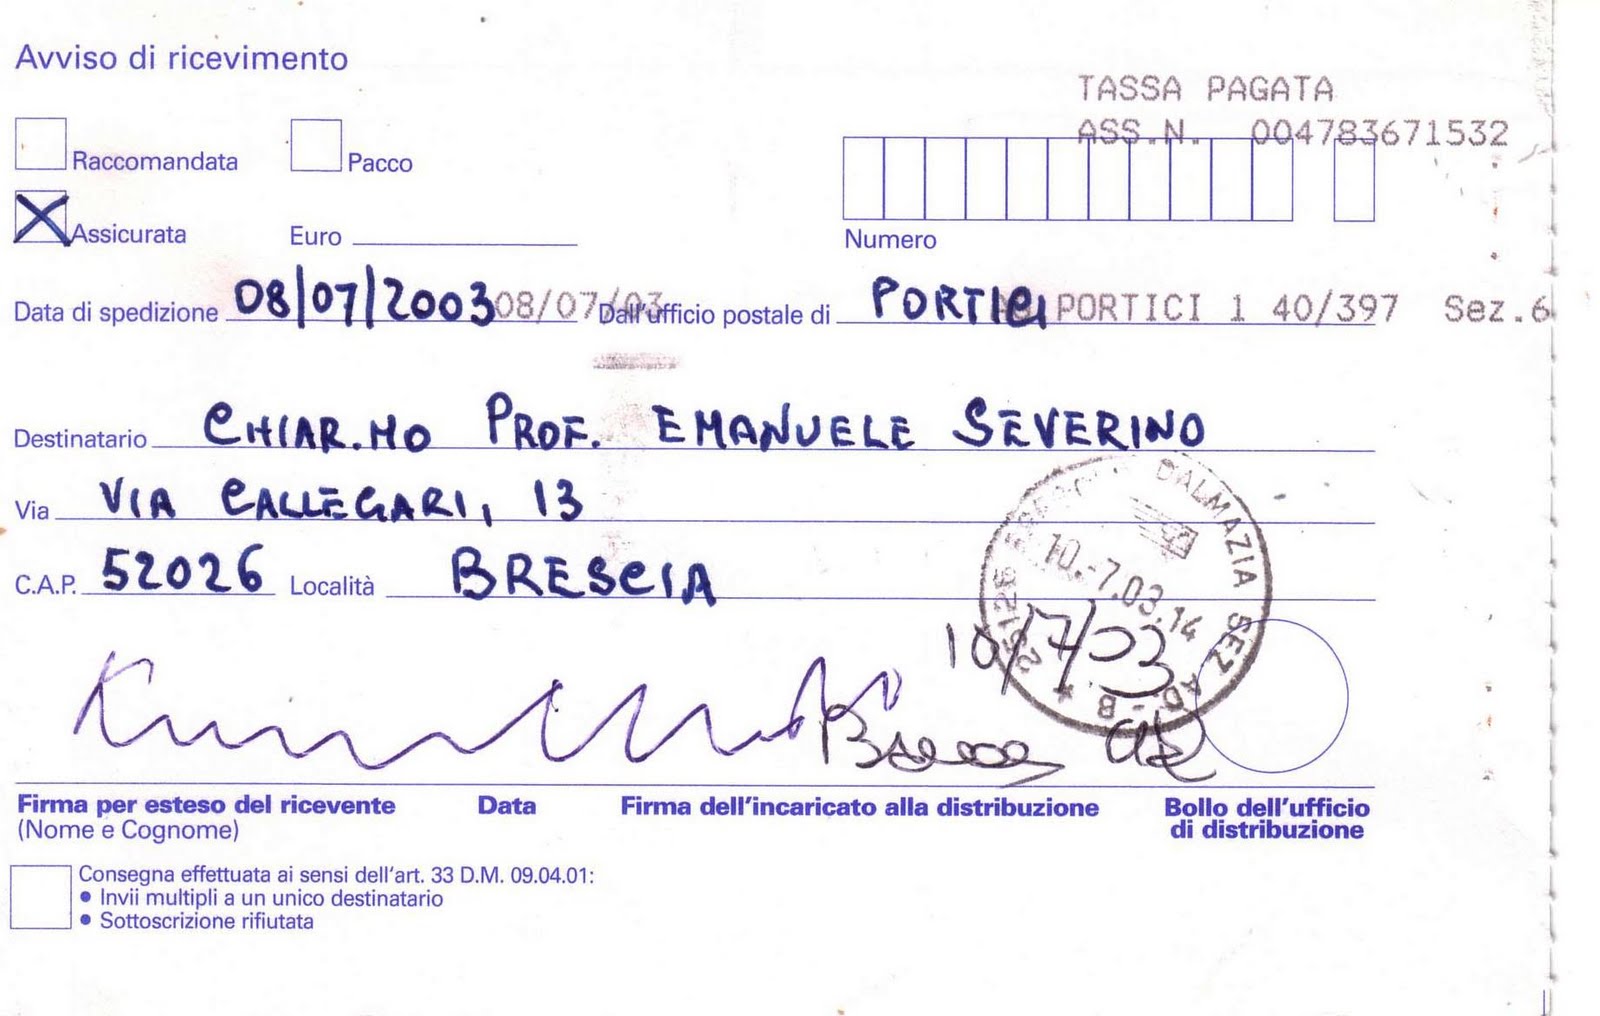 Avviso di ricevimento
TASSA PAGATA
ASS.N. 004783671532
Raccomandata Pacco
Assicurata Euro
Numero
Data di spedizione 08/07/2003 08/07/03 Dall'ufficio postale di PORTICI PORTICI 1 40/397 Sez.6
Destinatario CHIAR.MO PROF. EMANUELE SEVERINO
Via VIA CALLEGARI, 13
C.A.P. 52026 Località BRESCIA
25126 BRESCIA DALMAZIA SEZ AD - B *
10.-7.03.14
10/7/03
Firma per esteso del ricevente Data Firma dell'incaricato alla distribuzione Bollo dell'ufficio
(Nome e Cognome) di distribuzione
Consegna effettuata ai sensi dell'art. 33 D.M. 09.04.01:
• Invii multipli a un unico destinatario
• Sottoscrizione rifiutata